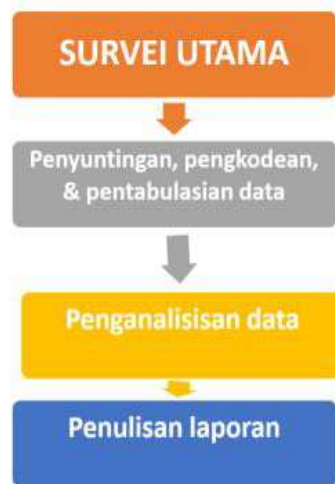 SURVEI UTAMA
Penyuntingan, pengkodean,
& pentabulasian data
Penganalisisan data
Penulisan laporan